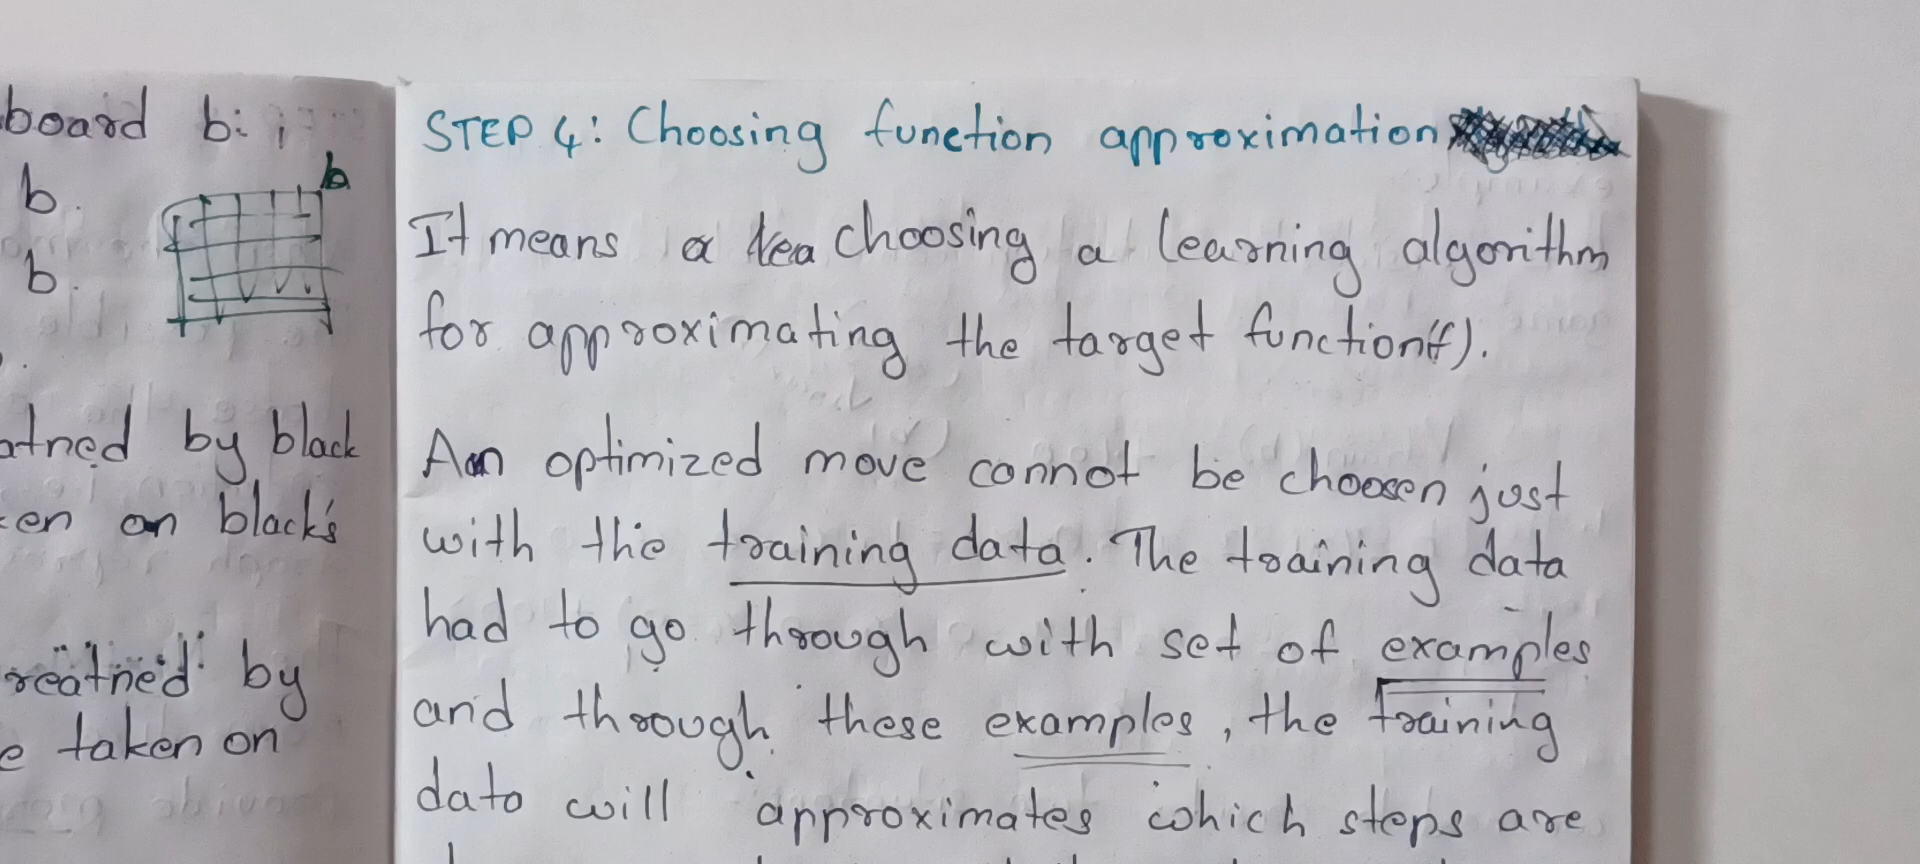 board b: ;
b.
b
b.
atned by black
ken on black's
reatned by
e taken on
STEP 4: Choosing function approximation
It means a lea choosing a learning algorithm
for approximating the target function(f).
An optimized move connot be choosen just
with the training data. The training data
had to go through with set of examples
and through these examples, the training
data will approximates which steps are